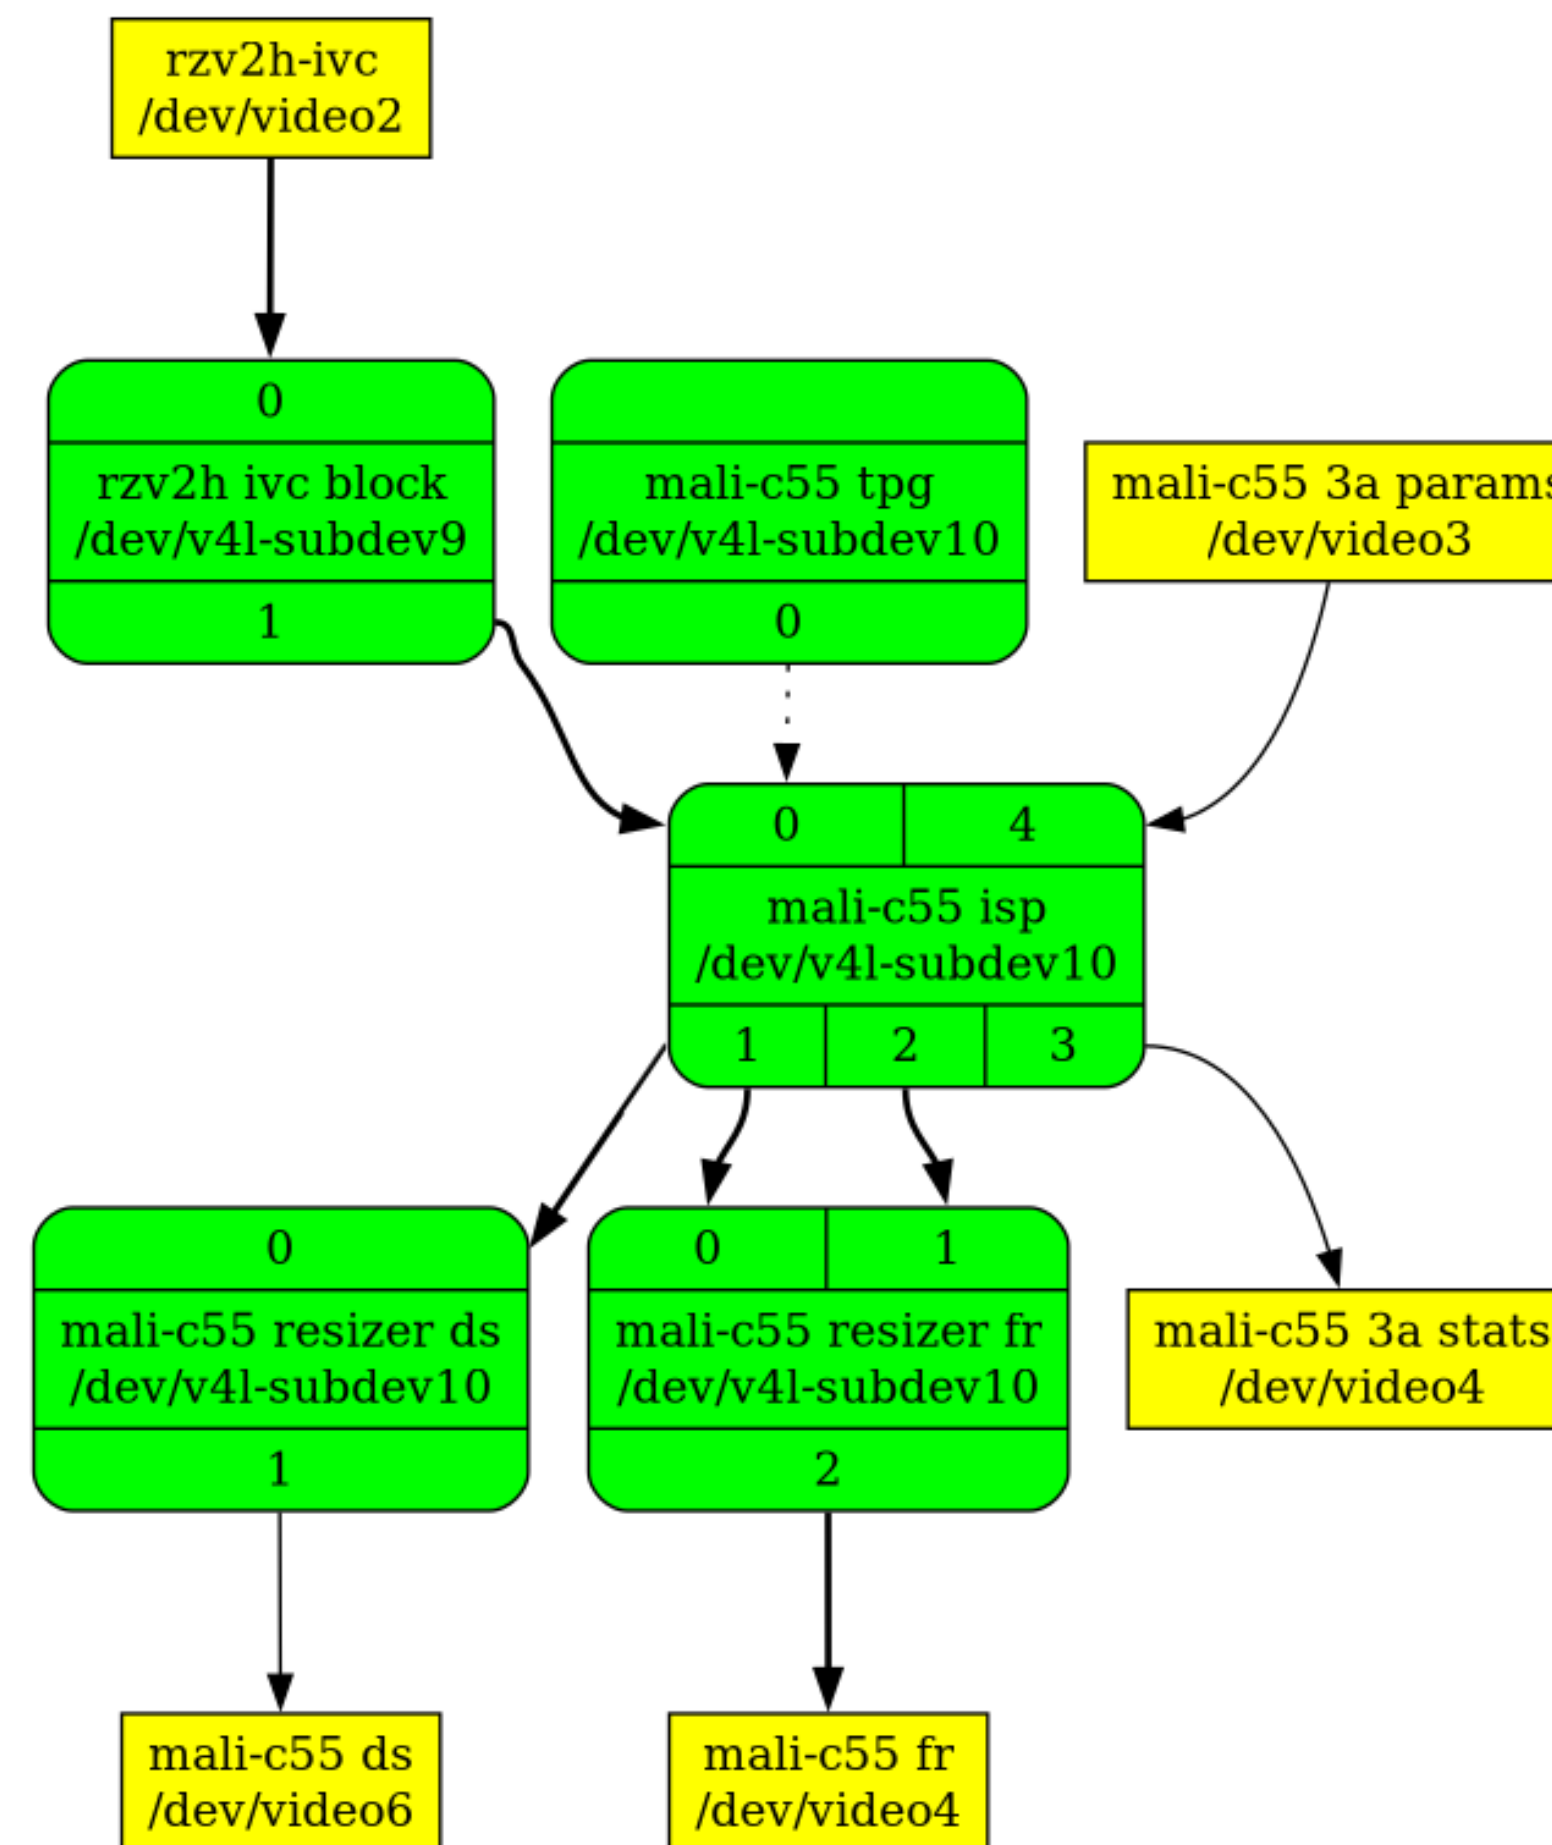 rzv2h-ivc
/dev/video2
0
rzv2h ivc block
/dev/v4l-subdev9
1
mali-c55 tpg
/dev/v4l-subdev10
0
mali-c55 3a params
/dev/video3
0
4
mali-c55 isp
/dev/v4l-subdev10
1
2
3
0
mali-c55 resizer ds
/dev/v4l-subdev10
1
0
1
mali-c55 resizer fr
/dev/v4l-subdev10
2
mali-c55 3a stats
/dev/video4
mali-c55 ds
/dev/video6
mali-c55 fr
/dev/video4